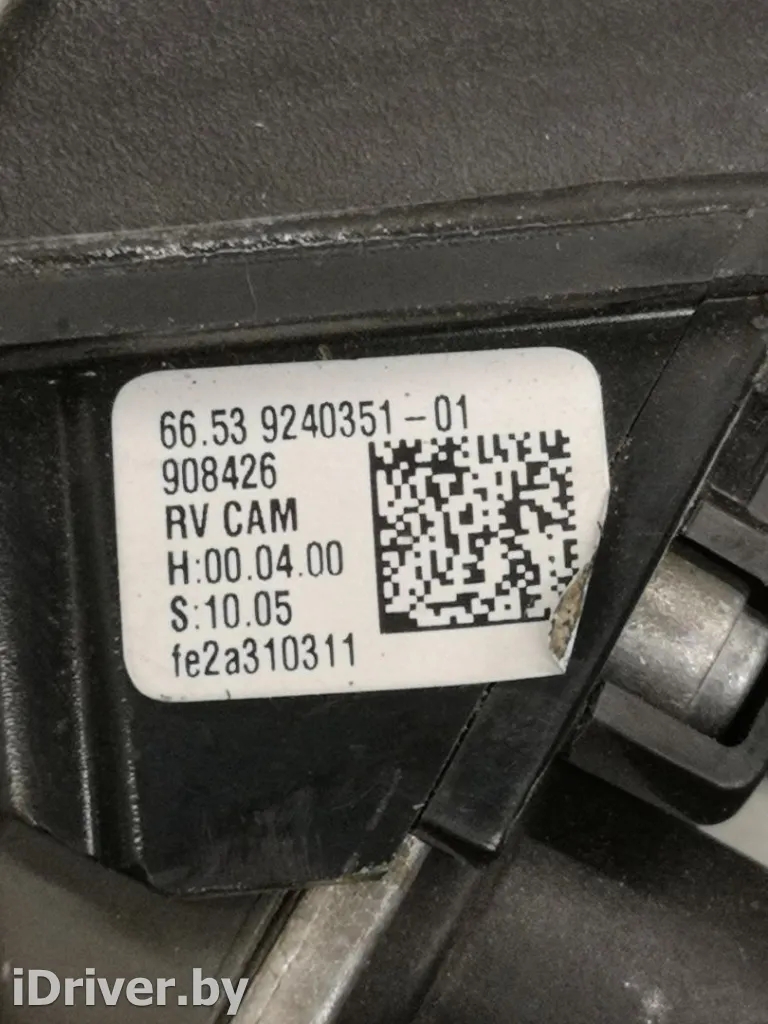 66.53 9240351-01
908426
RV CAM
H:00.04.00
S:10.05
fe2a310311
iDriver.by